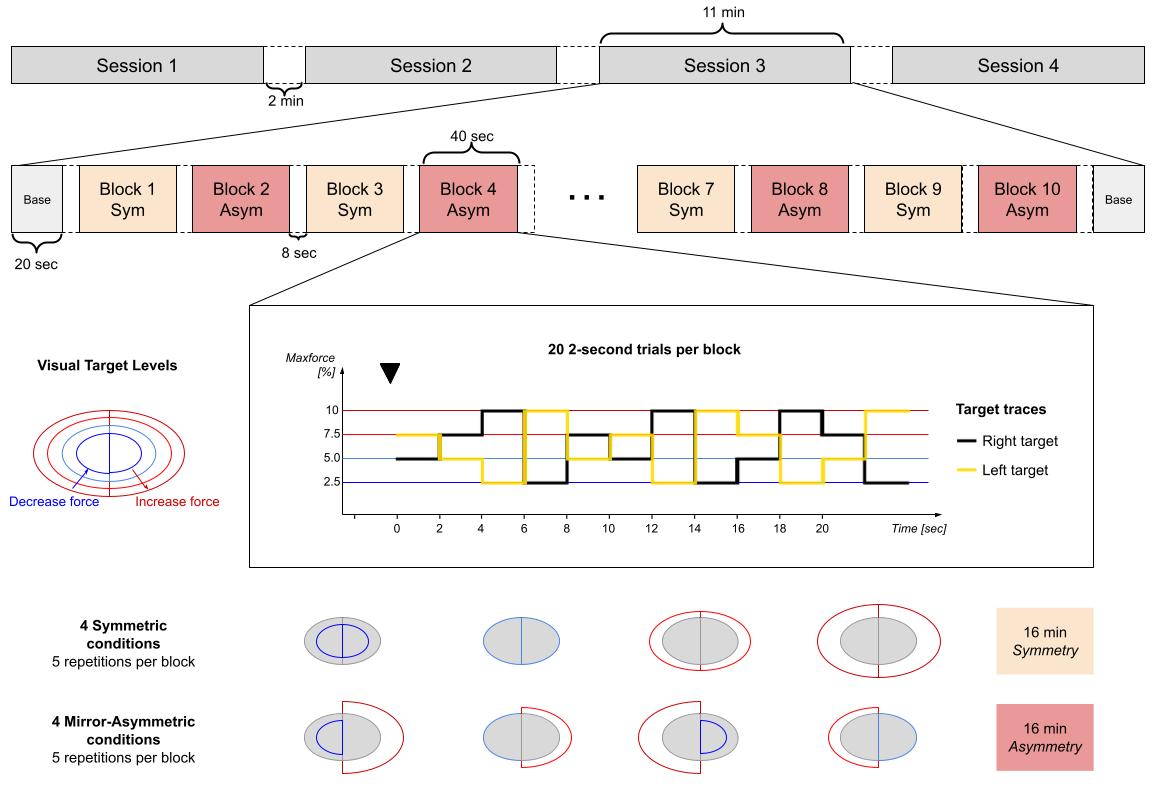 11 min
Session 1
Session 2
Session 3
Session 4
2 min
40 sec
Base
Block 1
Sym
Block 2
Asym
Block 3
Sym
Block 4
Asym
...
Block 7
Sym
Block 8
Asym
Block 9
Sym
Block 10
Asym
Base
20 sec
8 sec
Visual Target Levels
Decrease force
Increase force
20 2-second trials per block
Maxforce
[%]
10
7.5
5.0
2.5
0 2 4 6 8 10 12 14 16 18 20
Time [sec]
Target traces
Right target
Left target
4 Symmetric
conditions
5 repetitions per block
16 min
Symmetry
4 Mirror-Asymmetric
conditions
5 repetitions per block
16 min
Asymmetry